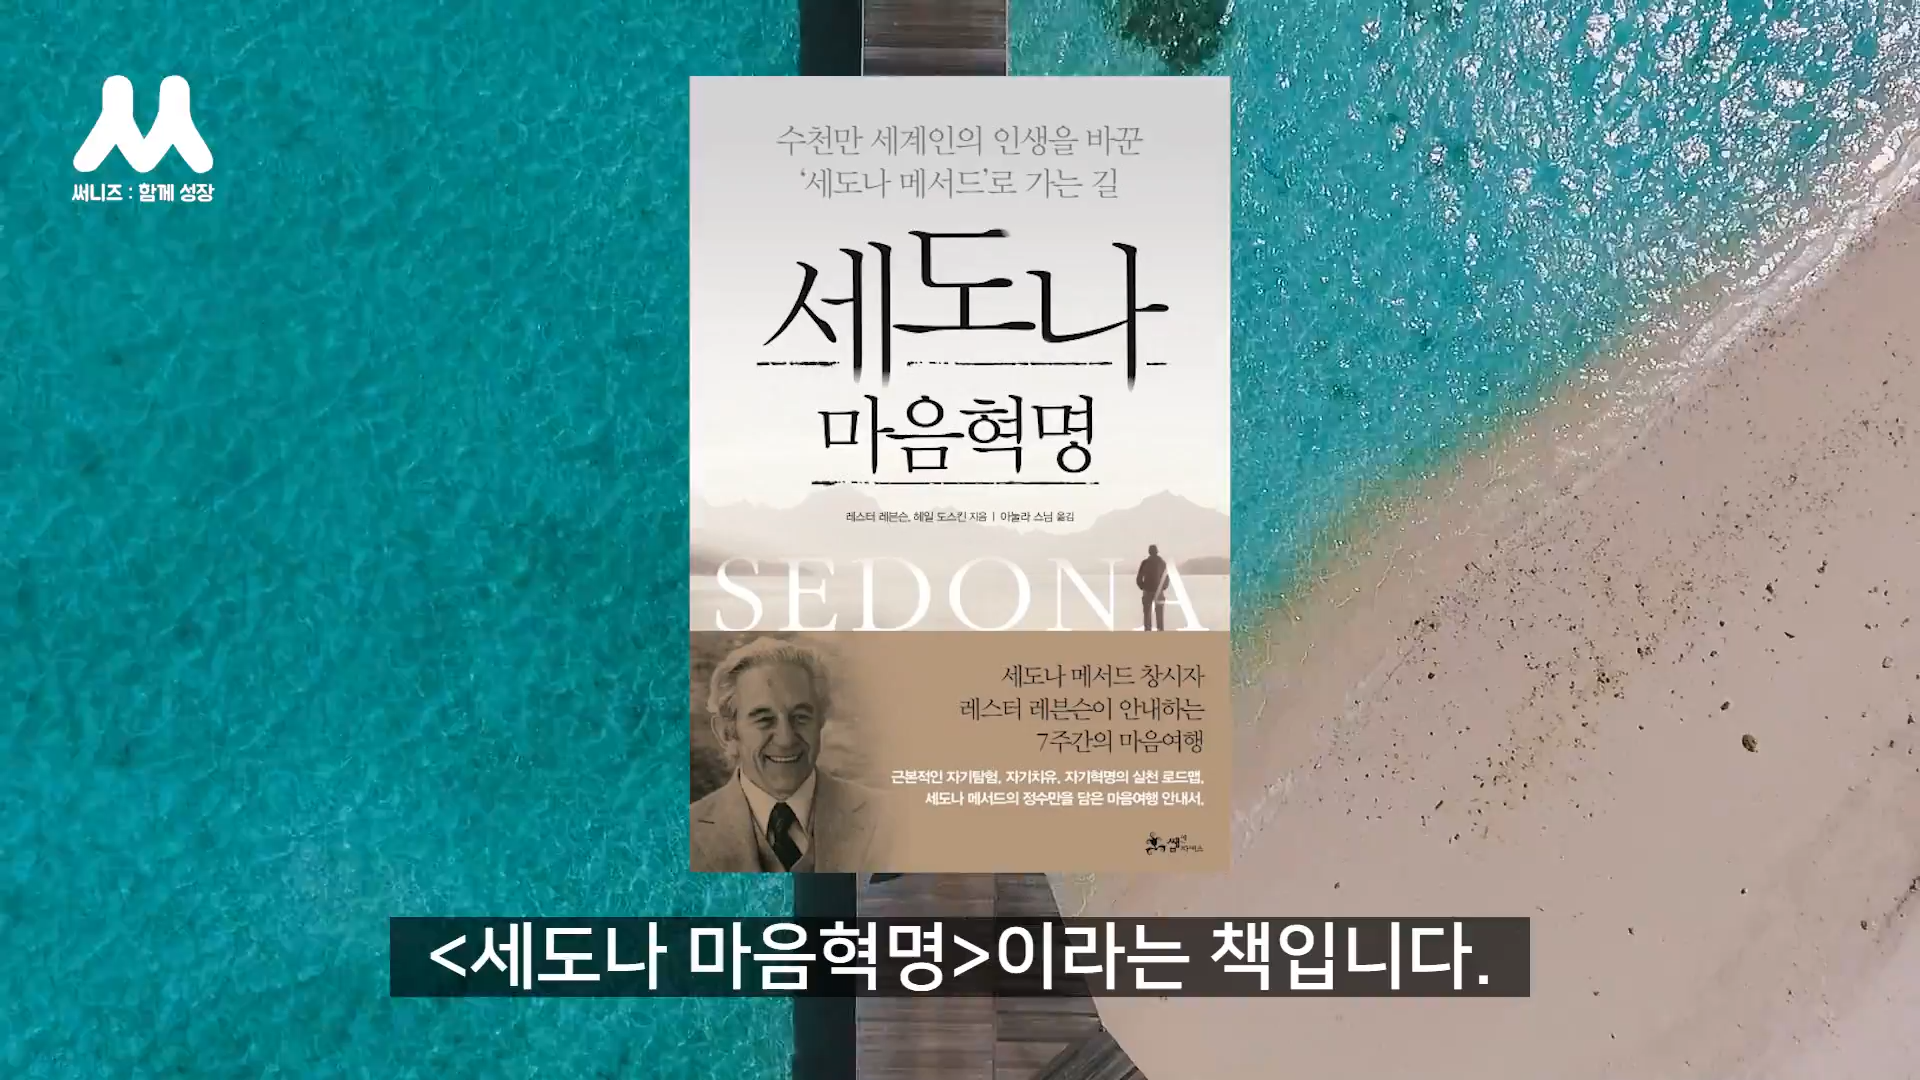 써니즈 : 함께 성장
수천만 세계인의 인생을 바꾼
‘세도나 메서드’로 가는 길
세도나
마음혁명
레스터 레븐슨, 헤일 도스킨 지음 | 아눌라 스님 옮김
SEDONA
세도나 메서드 창시자
레스터 레븐슨이 안내하는
7주간의 마음여행
근본적인 자기탐험, 자기치유, 자기혁명의 실천 로드맵,
세도나 메서드의 정수만을 담은 마음여행 안내서.
<세도나 마음혁명>이라는 책입니다.